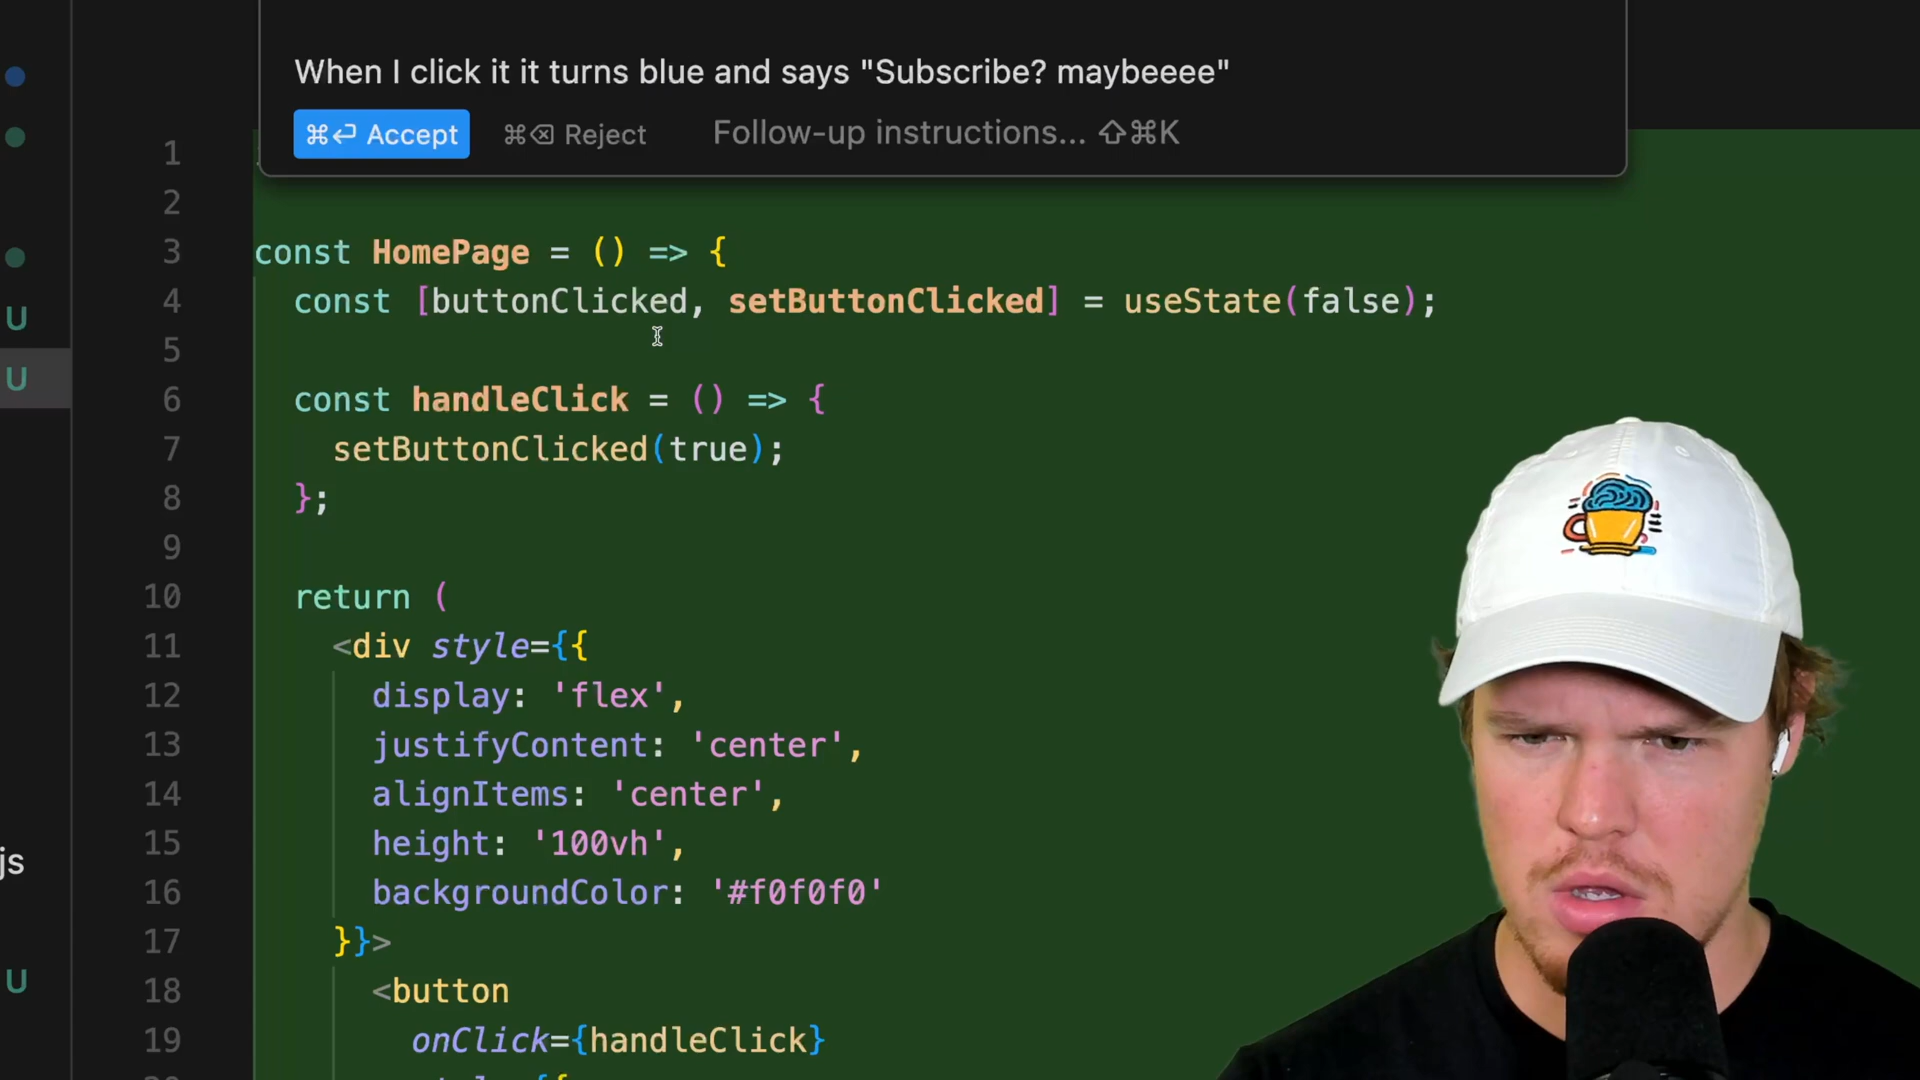 When I click it it turns blue and says "Subscribe? maybeeee"
⌘⏎ Accept ⌘⌫ Reject Follow-up instructions... ⇧⌘K
1
2
3 const HomePage = () => {
U 4 const [buttonClicked, setButtonClicked] = useState(false);
5
U 6 const handleClick = () => {
7 setButtonClicked(true);
8 };
9
10 return (
11 <div style={{
12 display: 'flex',
13 justifyContent: 'center',
14 alignItems: 'center',
15 height: '100vh',
js
16 backgroundColor: '#f0f0f0'
17 }}>
U 18 <button
19 onClick={handleClick}